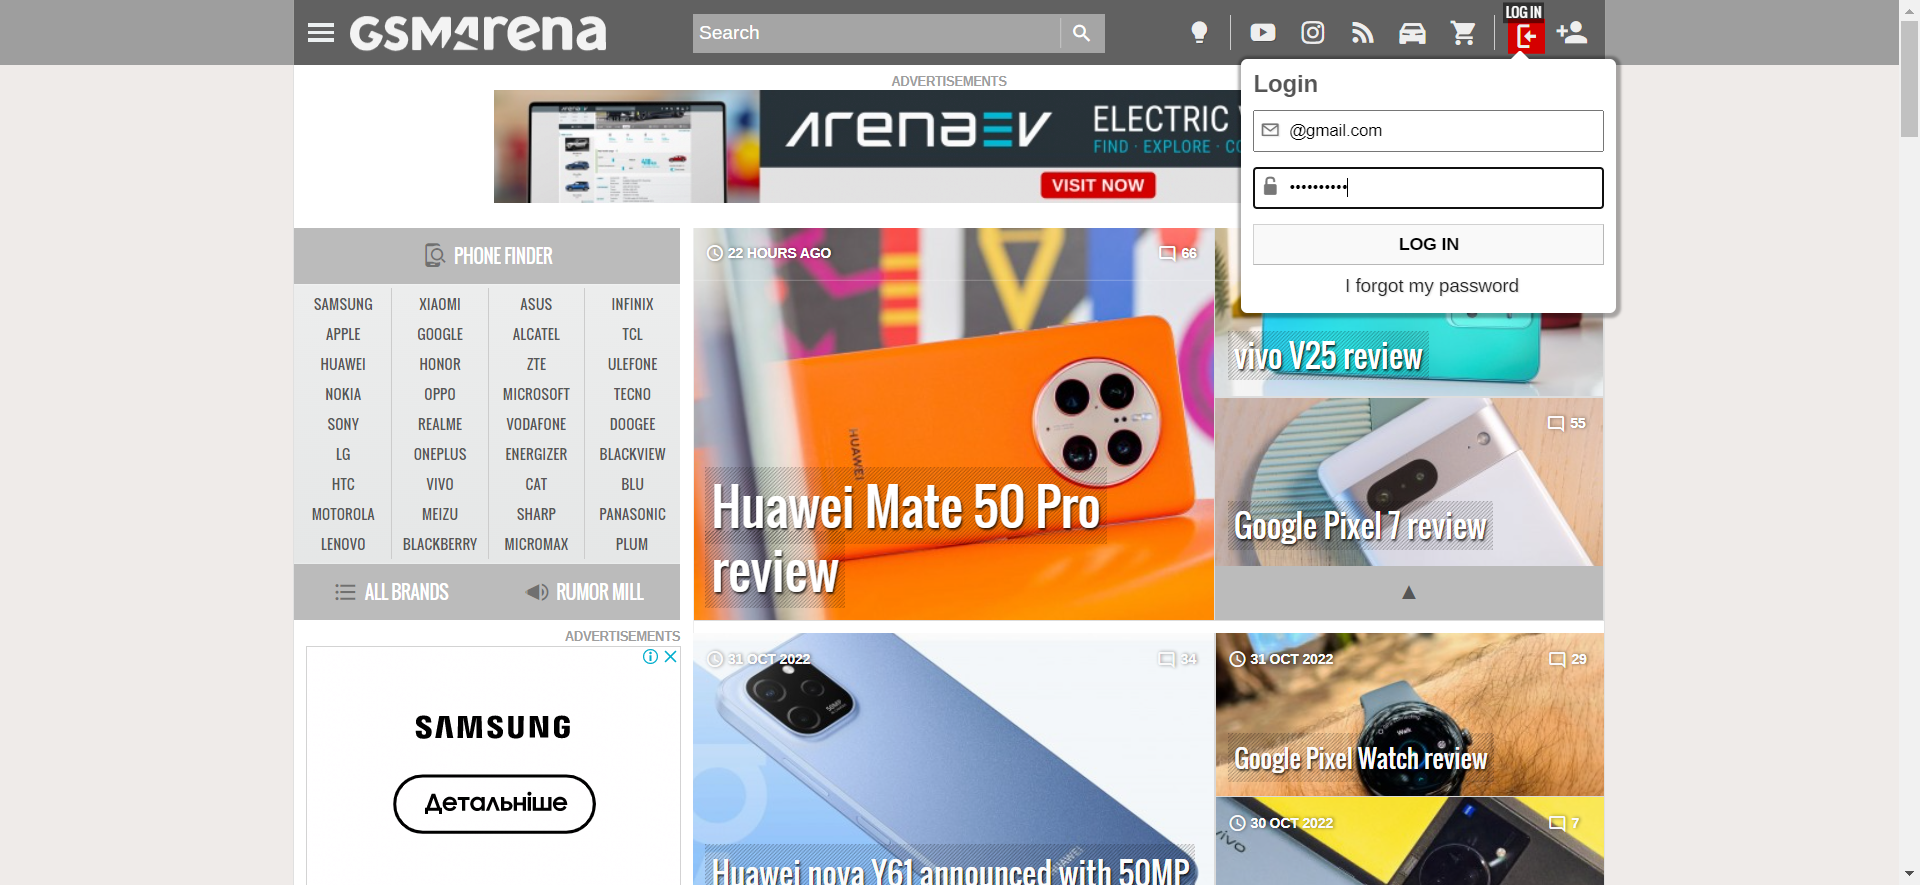 GSMArena
Search
LOG IN
ADVERTISEMENTS
ArenaEV
ELECTRIC
FIND · EXPLORE ·
VISIT NOW
Login
@gmail.com
••••••••••
LOG IN
I forgot my password
PHONE FINDER
SAMSUNG XIAOMI ASUS INFINIX
APPLE GOOGLE ALCATEL TCL
HUAWEI HONOR ZTE ULEFONE
NOKIA OPPO MICROSOFT TECNO
SONY REALME VODAFONE DOOGEE
LG ONEPLUS ENERGIZER BLACKVIEW
HTC VIVO CAT BLU
MOTOROLA MEIZU SHARP PANASONIC
LENOVO BLACKBERRY MICROMAX PLUM
ALL BRANDS RUMOR MILL
22 HOURS AGO 66
HUAWEI
Huawei Mate 50 Pro
review
vivo V25 review
55
Google Pixel 7 review
ADVERTISEMENTS
SAMSUNG
Детальніше
31 OCT 2022 34
50MP
HUAWEI
Huawei nova Y61 announced with 50MP
31 OCT 2022 29
Walk
Google Pixel Watch review
30 OCT 2022 7
vivo